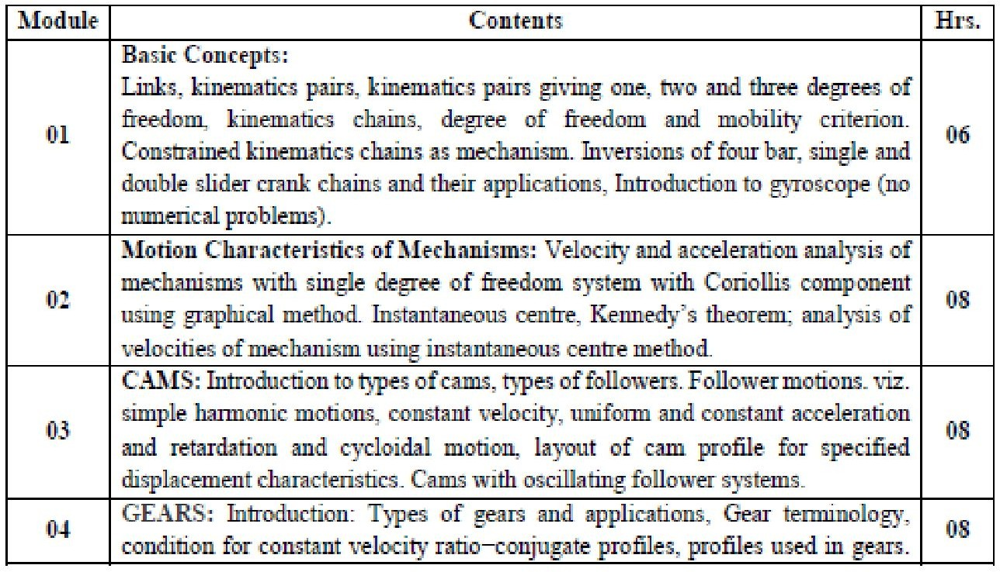 Module Contents Hrs.
Basic Concepts:
Links, kinematics pairs, kinematics pairs giving one, two and three degrees of
freedom, kinematics chains, degree of freedom and mobility criterion.
01 Constrained kinematics chains as mechanism. Inversions of four bar, single and 06
double slider crank chains and their applications, Introduction to gyroscope (no
numerical problems).
Motion Characteristics of Mechanisms: Velocity and acceleration analysis of
mechanisms with single degree of freedom system with Coriollis component
02 using graphical method. Instantaneous centre, Kennedy's theorem; analysis of 08
velocities of mechanism using instantaneous centre method.
CAMS: Introduction to types of cams, types of followers. Follower motions. viz.
simple harmonic motions, constant velocity, uniform and constant acceleration
03 and retardation and cycloidal motion, layout of cam profile for specified 08
displacement characteristics. Cams with oscillating follower systems.
GEARS: Introduction: Types of gears and applications, Gear terminology,
04 condition for constant velocity ratio−conjugate profiles, profiles used in gears. 08